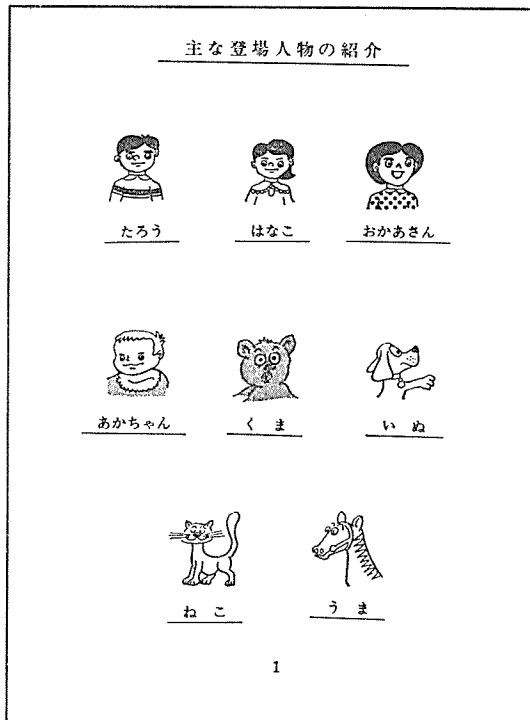 主な登場人物の紹介
たろう はなこ おかあさん
あかちゃん くま いぬ
ねこ うま
1